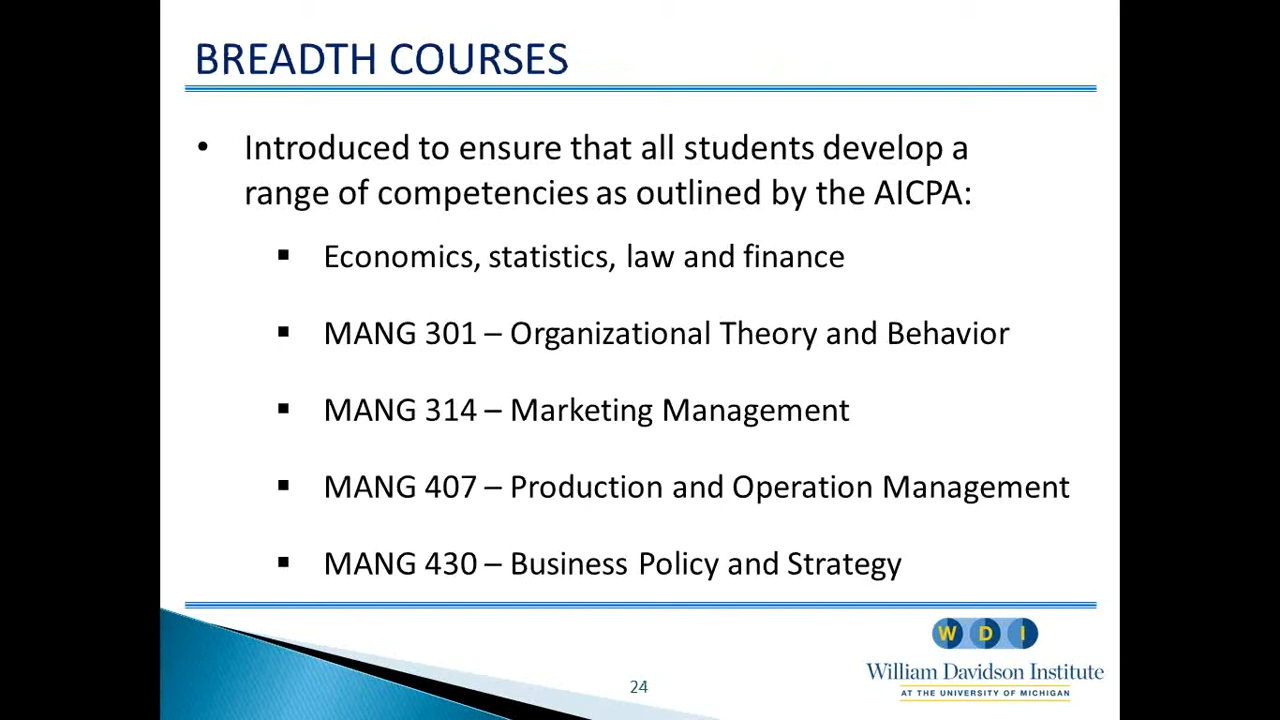 BREADTH COURSES
• Introduced to ensure that all students develop a
range of competencies as outlined by the AICPA:
▪ Economics, statistics, law and finance
▪ MANG 301 – Organizational Theory and Behavior
▪ MANG 314 – Marketing Management
▪ MANG 407 – Production and Operation Management
▪ MANG 430 – Business Policy and Strategy
W D I
William Davidson Institute
AT THE UNIVERSITY OF MICHIGAN
24